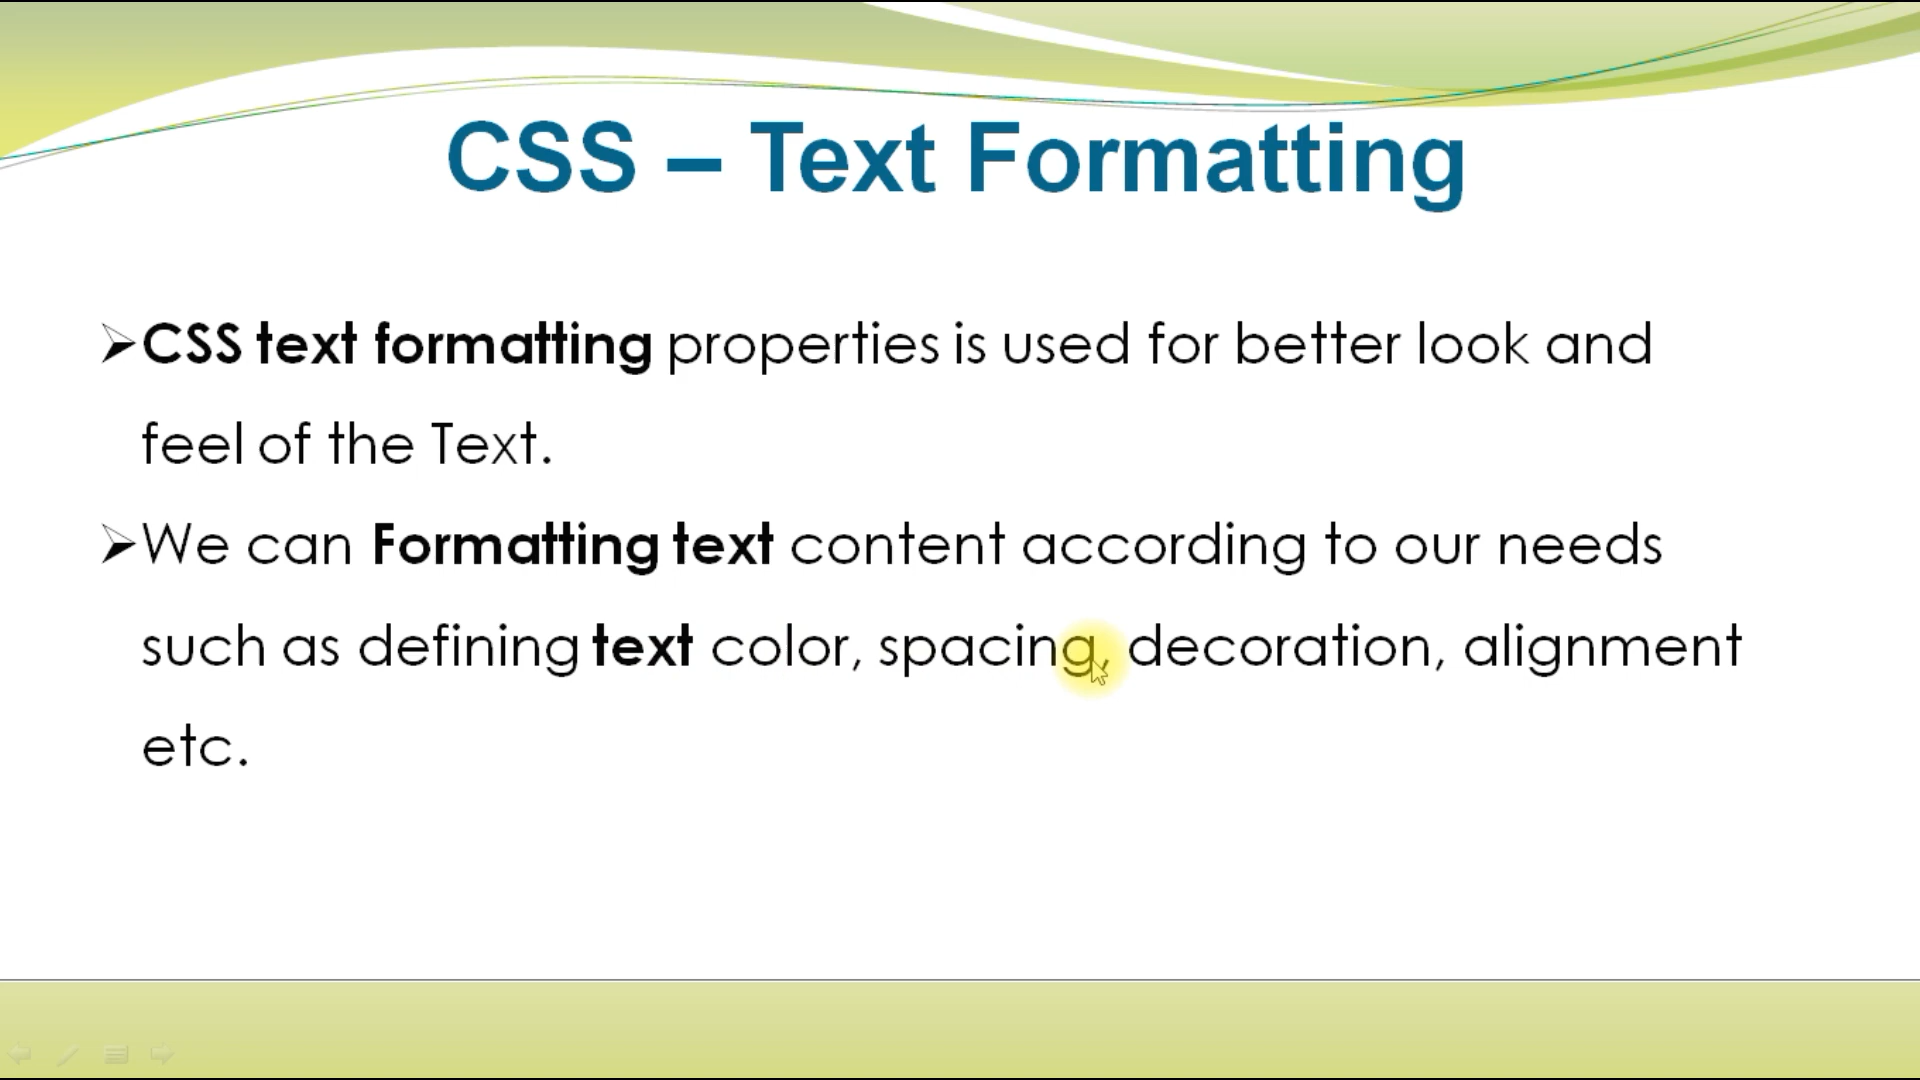 CSS – Text Formatting
➢CSS text formatting properties is used for better look and
feel of the Text.
➢We can Formatting text content according to our needs
such as defining text color, spacing, decoration, alignment
etc.